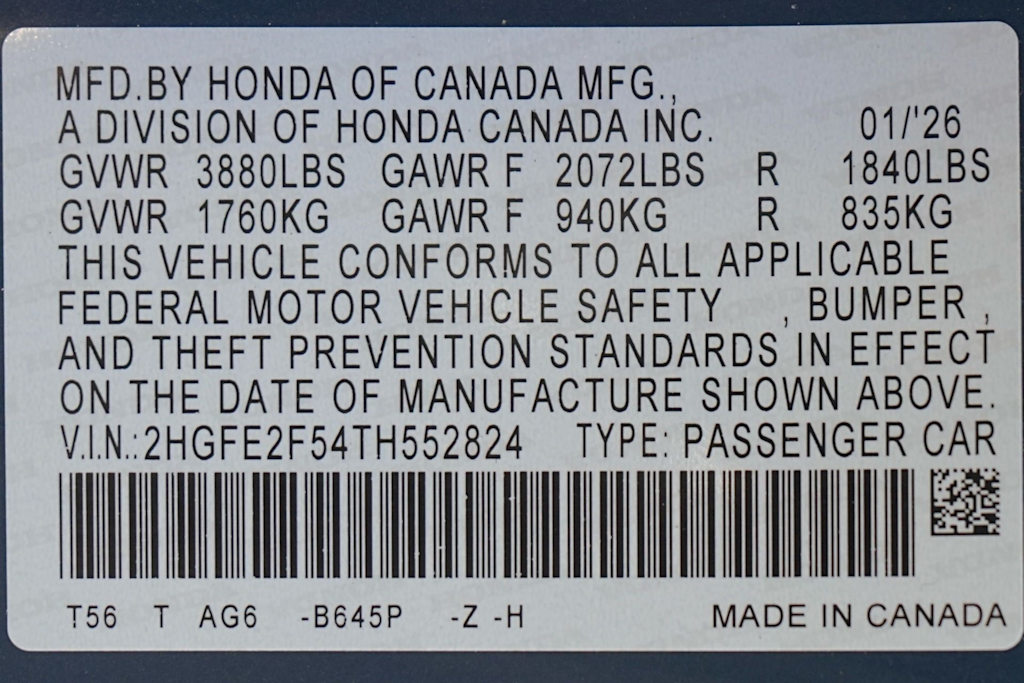 MFD.BY HONDA OF CANADA MFG.,
A DIVISION OF HONDA CANADA INC. 01/'26
GVWR 3880LBS GAWR F 2072LBS R 1840LBS
GVWR 1760KG GAWR F 940KG R 835KG
THIS VEHICLE CONFORMS TO ALL APPLICABLE
FEDERAL MOTOR VEHICLE SAFETY , BUMPER ,
AND THEFT PREVENTION STANDARDS IN EFFECT
ON THE DATE OF MANUFACTURE SHOWN ABOVE.
V.I.N.:2HGFE2F54TH552824 TYPE: PASSENGER CAR
T56 T AG6 -B645P -Z -H MADE IN CANADA